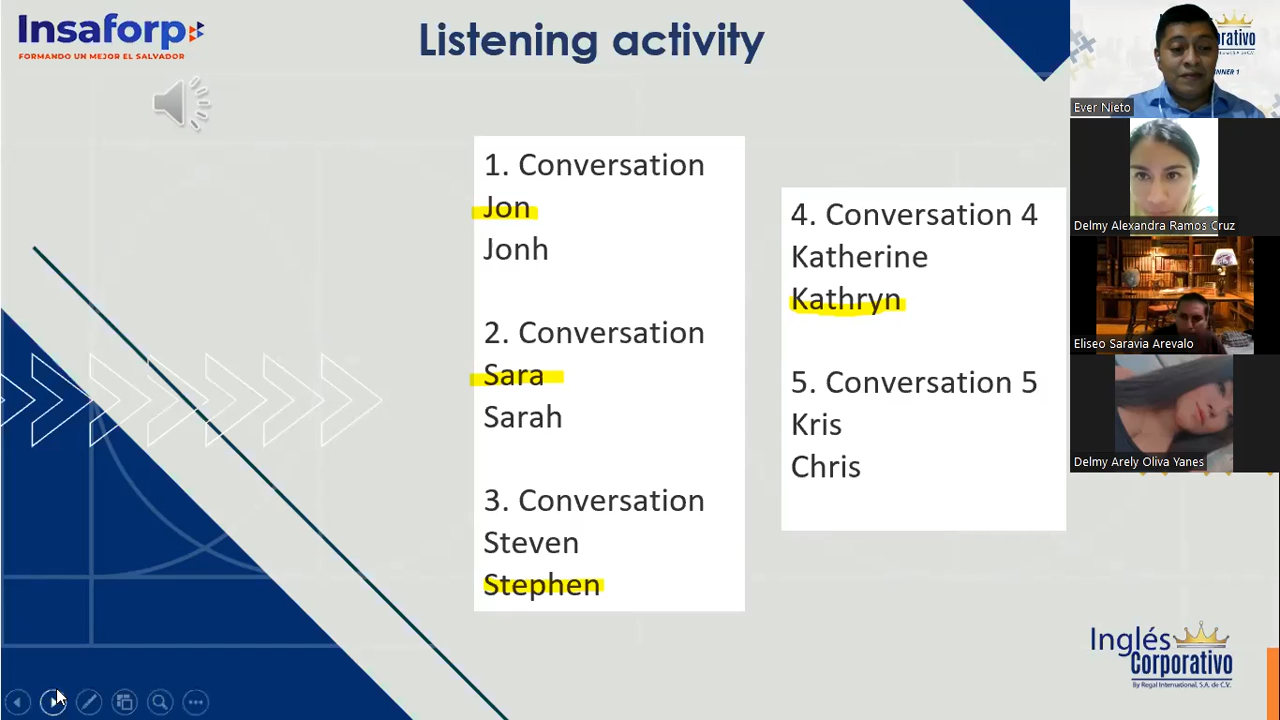 Insaforp
FORMANDO UN MEJOR EL SALVADOR
Listening activity
1. Conversation
Jon
Jonh
2. Conversation
Sara
Sarah
3. Conversation
Steven
Stephen
4. Conversation 4
Katherine
Kathryn
5. Conversation 5
Kris
Chris
Ever Nieto
Delmy Alexandra Ramos Cruz
Eliseo Saravia Arevalo
Delmy Arely Oliva Yanes
Inglés
Corporativo
By Regal International, S.A. de C.V.